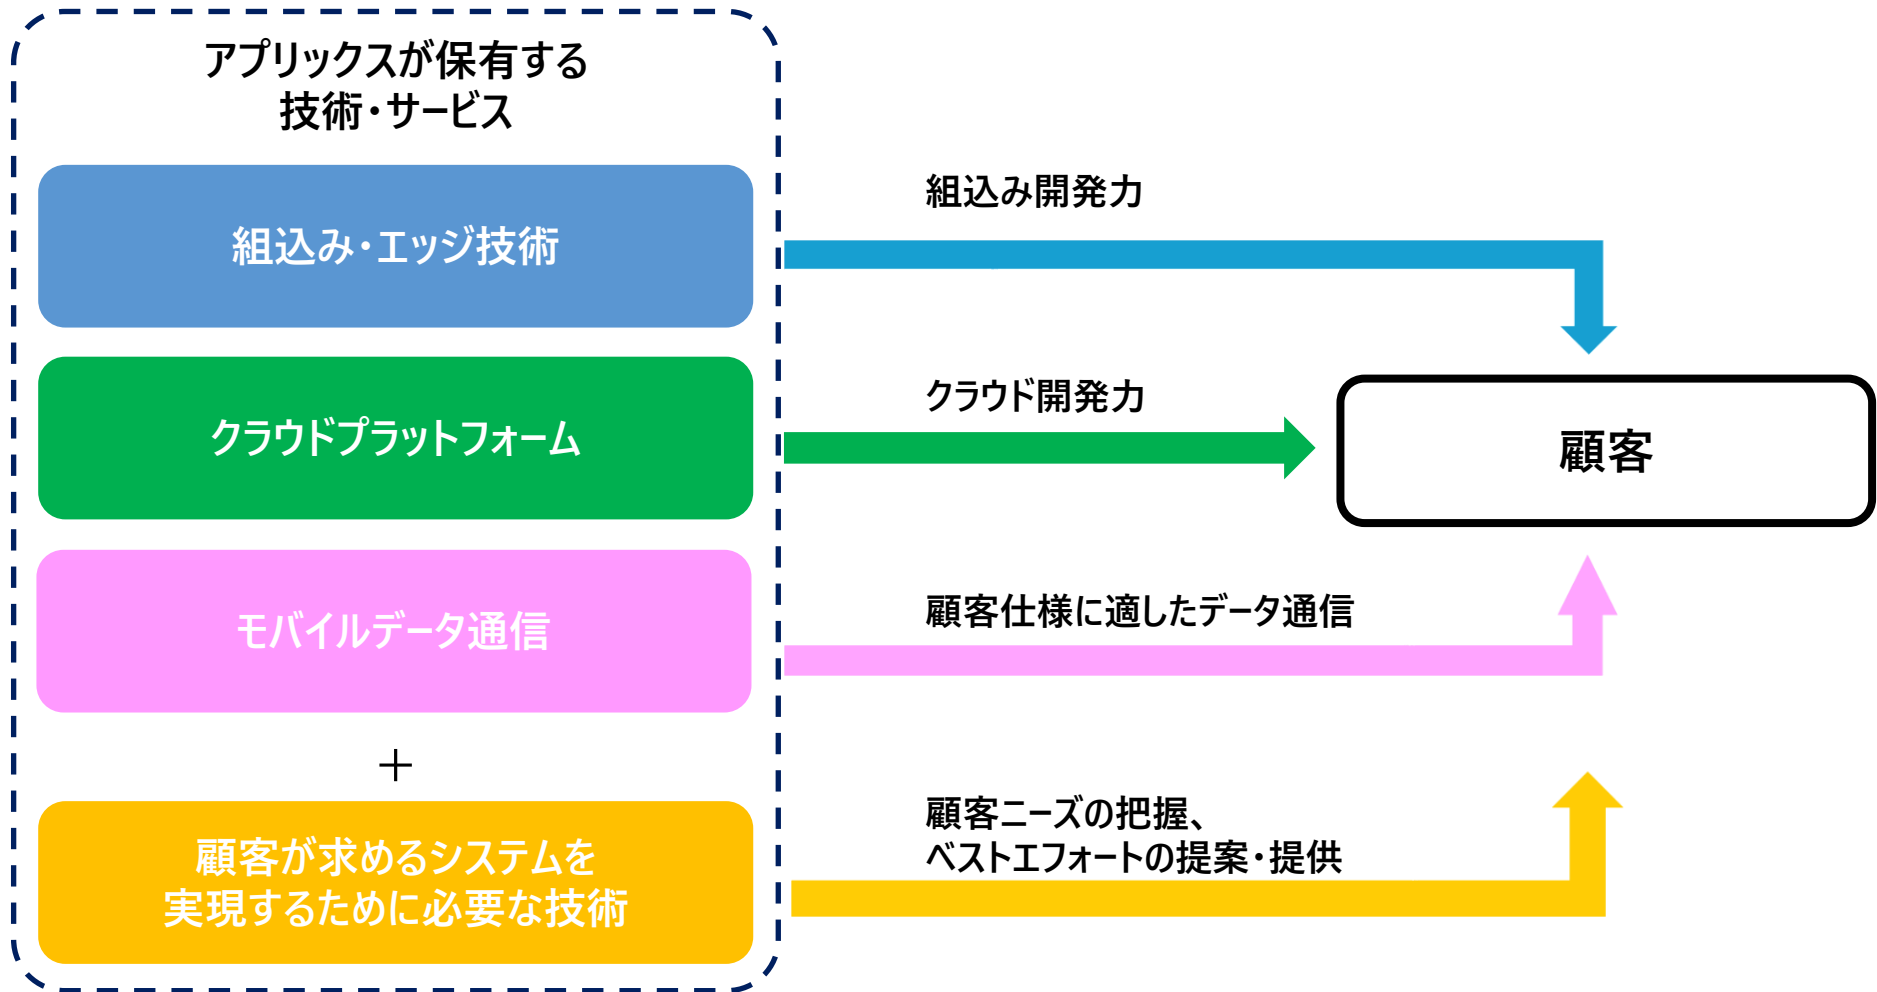 アプリックスが保有する
技術・サービス
組込み・エッジ技術
組込み開発力
クラウドプラットフォーム
クラウド開発力
顧客
モバイルデータ通信
顧客仕様に適したデータ通信
＋
顧客が求めるシステムを
実現するために必要な技術
顧客ニーズの把握、
ベストエフォートの提案・提供